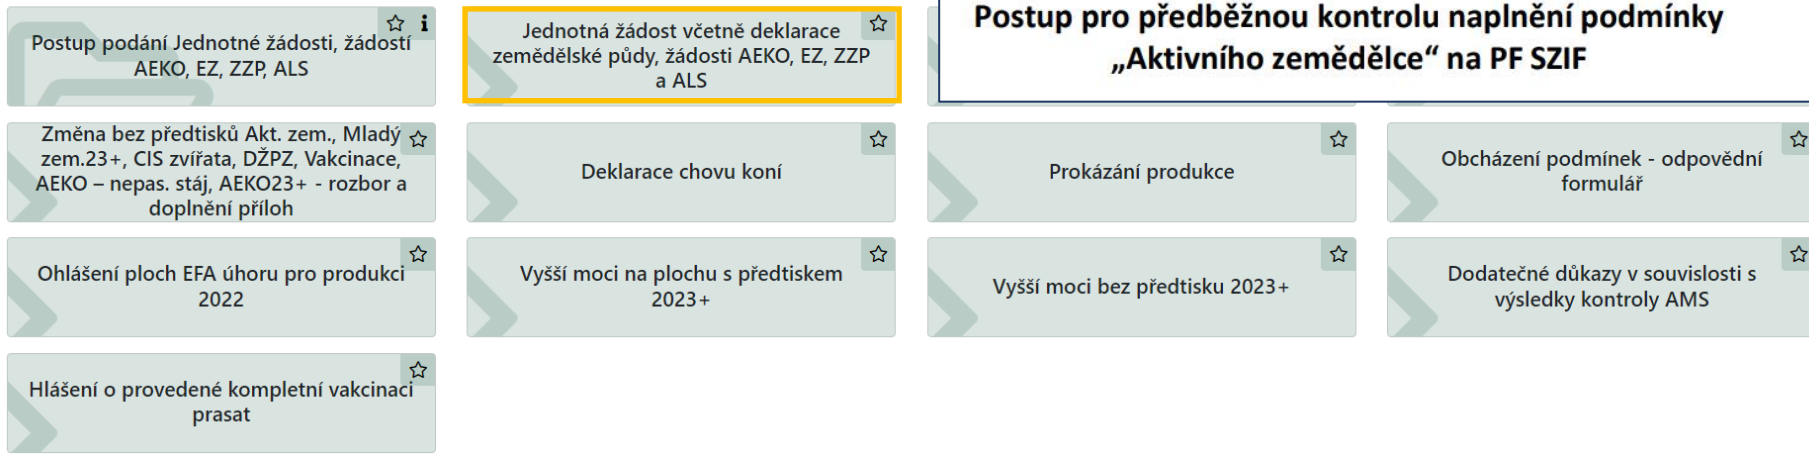 Postup podání Jednotné žádosti, žádostí
AEKO, EZ, ZZP, ALS
Jednotná žádost včetně deklarace
zemědělské půdy, žádosti AEKO, EZ, ZZP
a ALS
Postup pro předběžnou kontrolu naplnění podmínky
„Aktivního zemědělce“ na PF SZIF
Změna bez předtisků Akt. zem., Mladý
zem.23+, CIS zvířata, DŽPZ, Vakcinace,
AEKO – nepas. stáj, AEKO23+ - rozbor a
doplnění příloh
Deklarace chovu koní
Prokázání produkce
Obcházení podmínek - odpovědní
formulář
Ohlášení ploch EFA úhoru pro produkci
2022
Vyšší moci na plochu s předtiskem
2023+
Vyšší moci bez předtisku 2023+
Dodatečné důkazy v souvislosti s
výsledky kontroly AMS
Hlášení o provedené kompletní vakcinaci
prasat